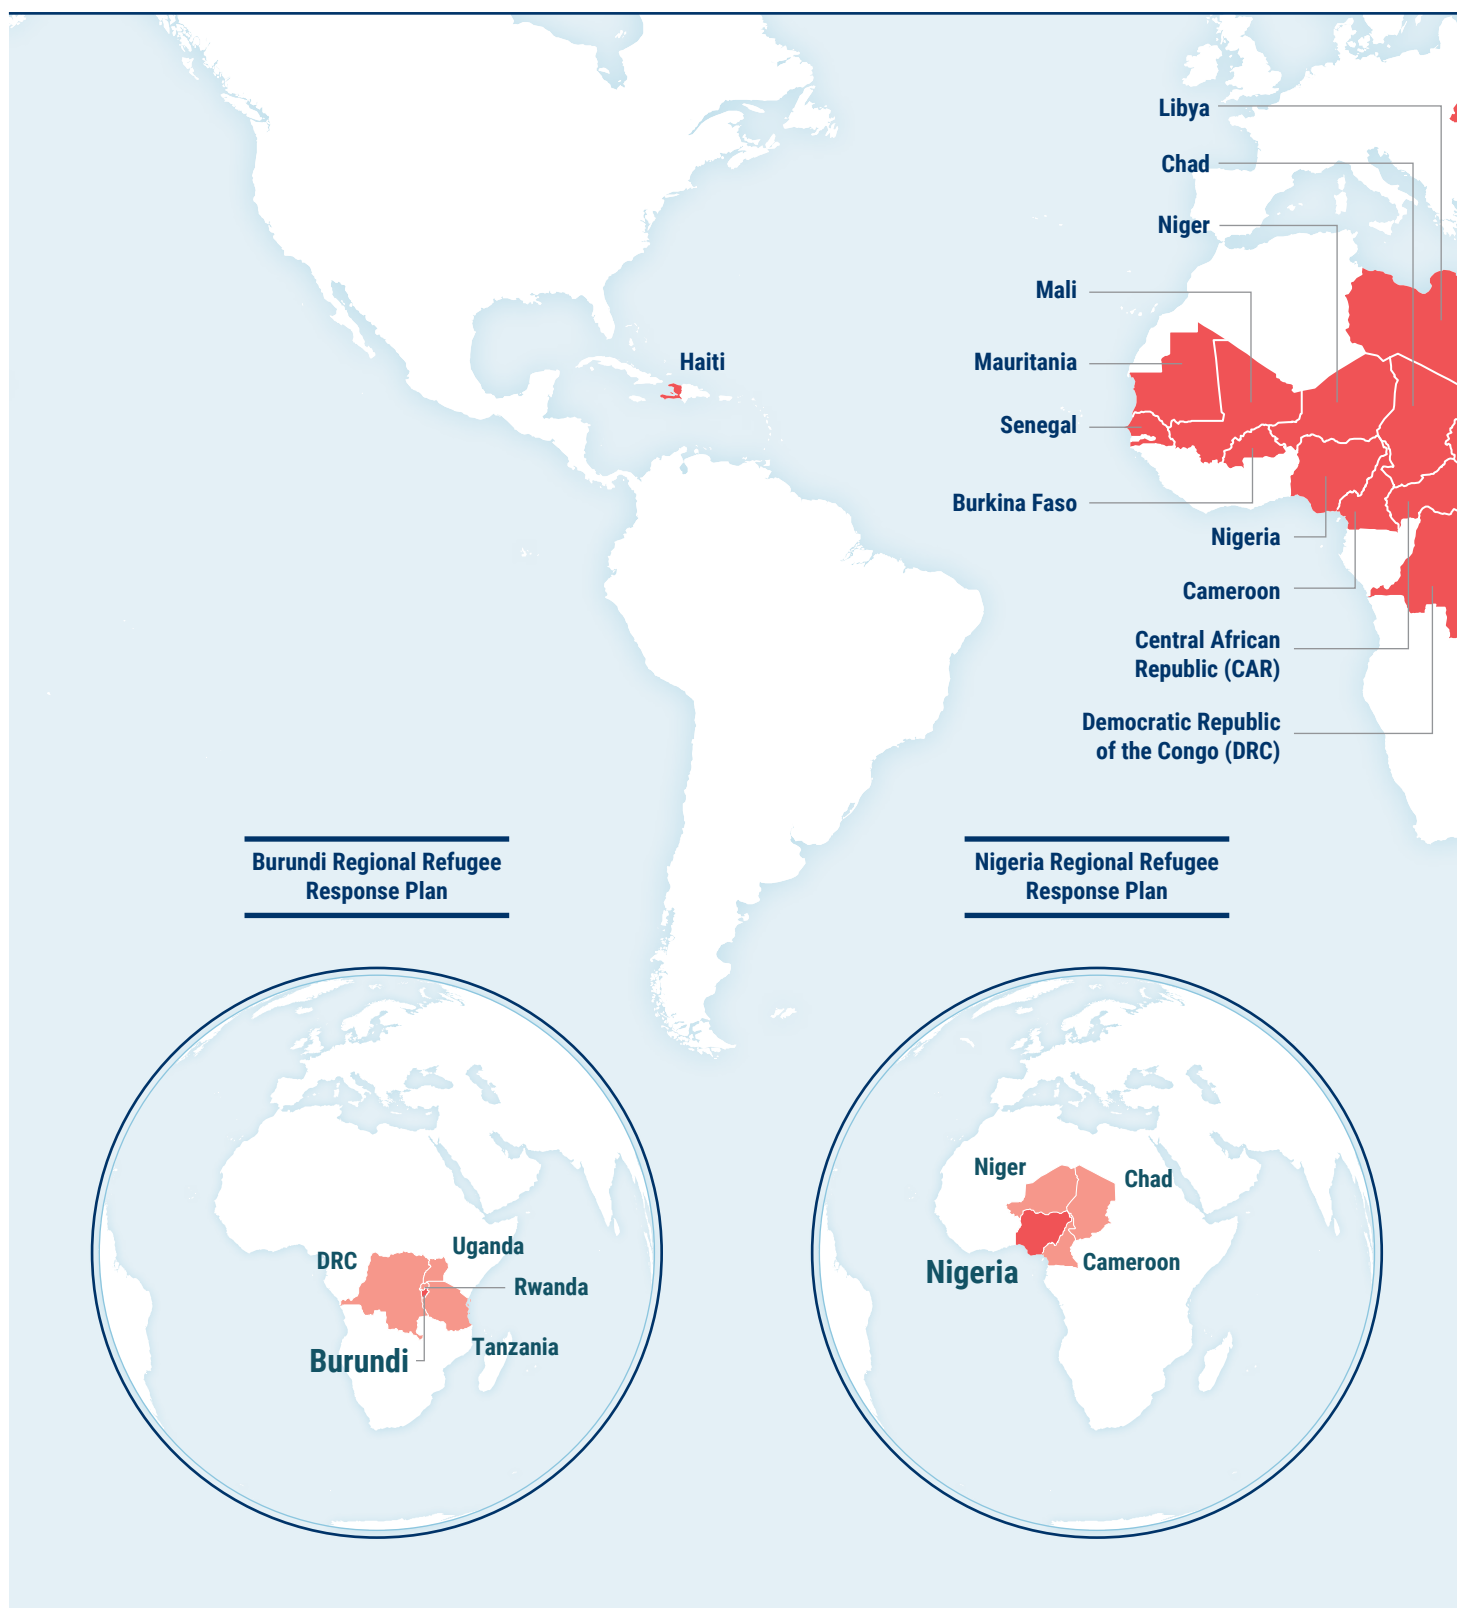 Libya
Chad
Niger
Mali
Haiti
Mauritania
Senegal
Burkina Faso
Nigeria
Cameroon
Central African
Republic (CAR)
Democratic Republic
of the Congo (DRC)
Burundi Regional Refugee
Response Plan
DRC
Uganda
Rwanda
Tanzania
Burundi
Nigeria Regional Refugee
Response Plan
Niger
Chad
Cameroon
Nigeria